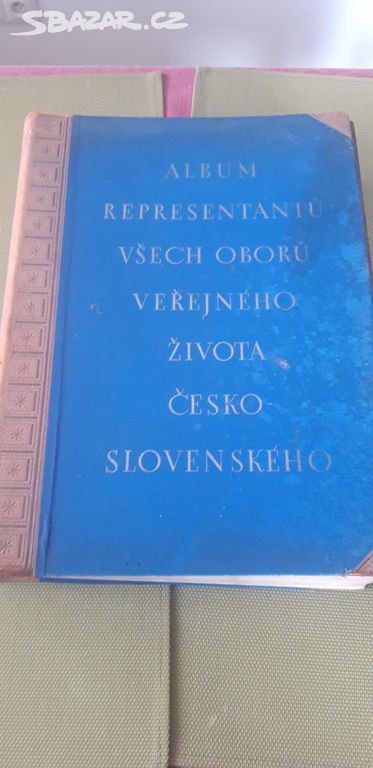 SBAZAR.CZ
ALBUM
REPRESENTANTŮ
VŠECH OBORŮ
VEŘEJNÉHO
ŽIVOTA
ČESKO-
SLOVENSKÉHO